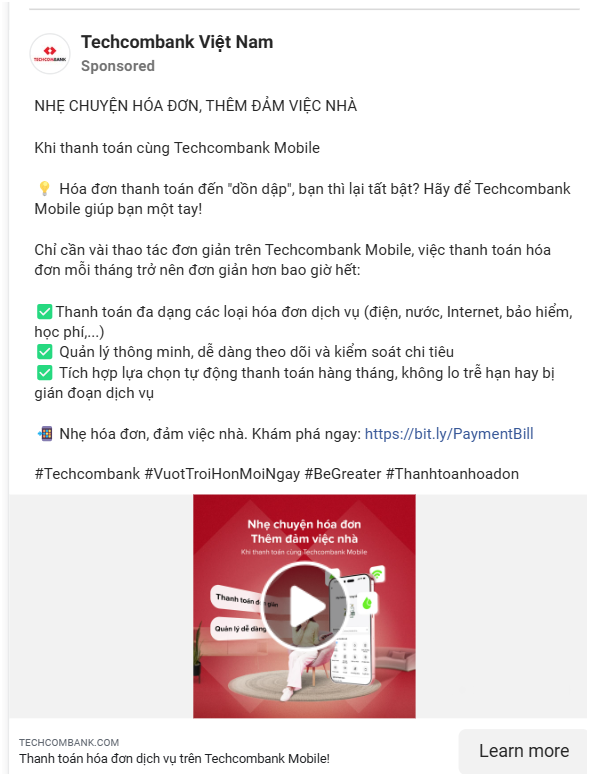 TECHCOMBANK
Techcombank Việt Nam
Sponsored
NHẸ CHUYỆN HÓA ĐƠN, THÊM ĐẢM VIỆC NHÀ
Khi thanh toán cùng Techcombank Mobile
💡 Hóa đơn thanh toán đến "dồn dập", bạn thì lại tất bật? Hãy để Techcombank
Mobile giúp bạn một tay!
Chỉ cần vài thao tác đơn giản trên Techcombank Mobile, việc thanh toán hóa
đơn mỗi tháng trở nên đơn giản hơn bao giờ hết:
✅Thanh toán đa dạng các loại hóa đơn dịch vụ (điện, nước, Internet, bảo hiểm,
học phí,...)
✅ Quản lý thông minh, dễ dàng theo dõi và kiểm soát chi tiêu
✅ Tích hợp lựa chọn tự động thanh toán hàng tháng, không lo trễ hạn hay bị
gián đoạn dịch vụ
📲 Nhẹ hóa đơn, đảm việc nhà. Khám phá ngay: https://bit.ly/PaymentBill
#Techcombank #VuotTroiHonMoiNgay #BeGreater #Thanhtoanhoadon
Nhẹ chuyện hóa đơn
Thêm đảm việc nhà
Khi thanh toán cùng Techcombank Mobile
Thanh toán giản
Quản lý dễ dàng
TECHCOMBANK.COM
Thanh toán hóa đơn dịch vụ trên Techcombank Mobile!
Learn more